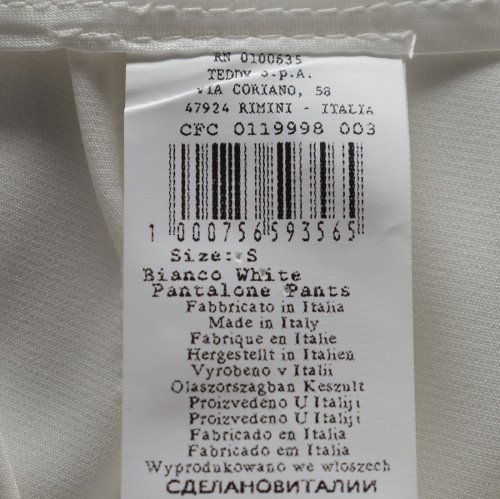 RN 0100635
TEDDY S.p.A.
VIA CORIANO, 58
47924 RIMINI - ITALIA
CFC 0119998 003
1 000756 593565
Size: S
Bianco White
Pantalone Pants
Fabbricato in Italia
Made in Italy
Fabrique en Italie
Hergestellt in Italien
Vyrobeno v Italii
Olaszorszagban Keszult
Proizvedeno U Italiji
Proizvedeno U Italiji
Fabricado en Italia
Fabricado em Italia
Wyprodukowano we wloszech
СДЕЛАНОВИТАЛИИ